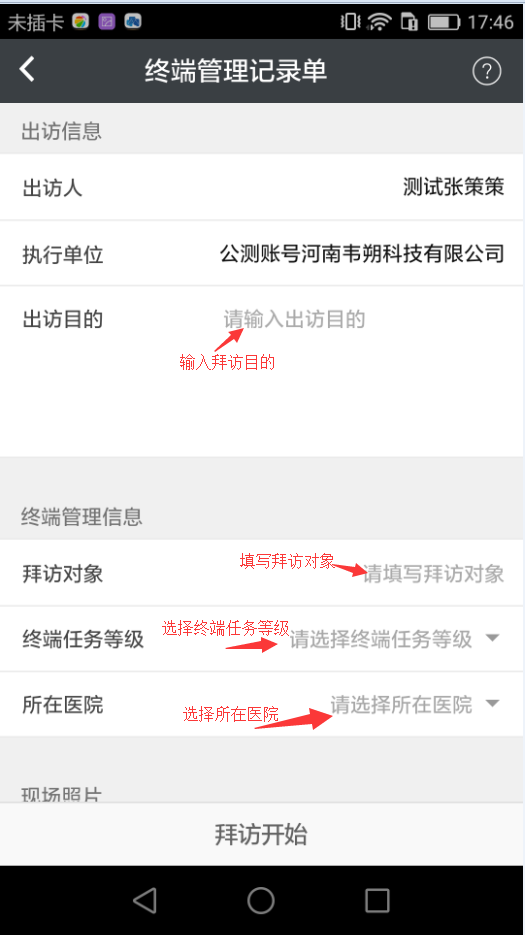 未插卡 17:46
终端管理记录单 ?
出访信息
出访人 测试张策策
执行单位 公测账号河南韦朔科技有限公司
出访目的 请输入出访目的
输入拜访目的
终端管理信息
填写拜访对象
拜访对象 请填写拜访对象
选择终端任务等级
终端任务等级 请选择终端任务等级
所在医院 请选择所在医院
选择所在医院
现场照片
拜访开始